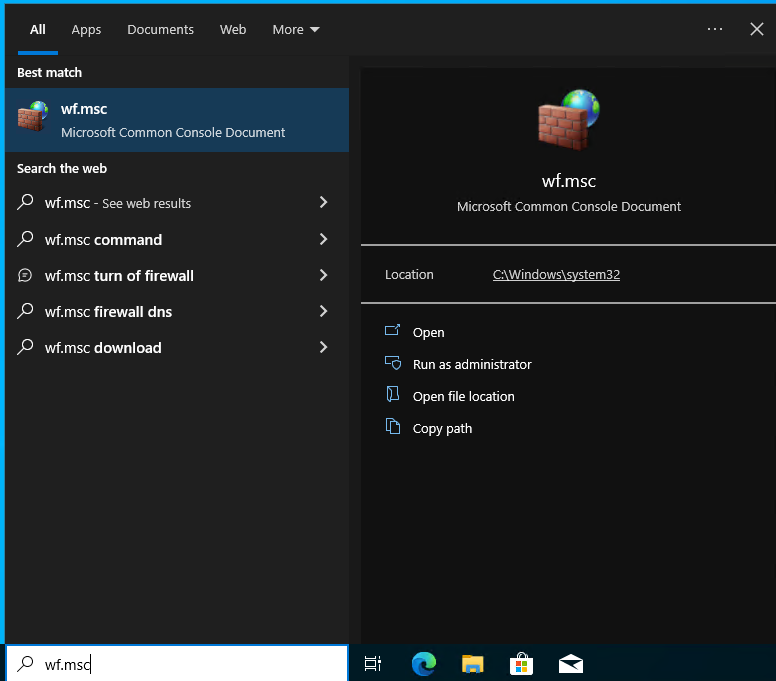 All Apps Documents Web More
Best match
wf.msc
Microsoft Common Console Document
Search the web
wf.msc - See web results
wf.msc command
wf.msc turn of firewall
wf.msc firewall dns
wf.msc download
wf.msc
Microsoft Common Console Document
Location C:\Windows\system32
Open
Run as administrator
Open file location
Copy path
wf.msc